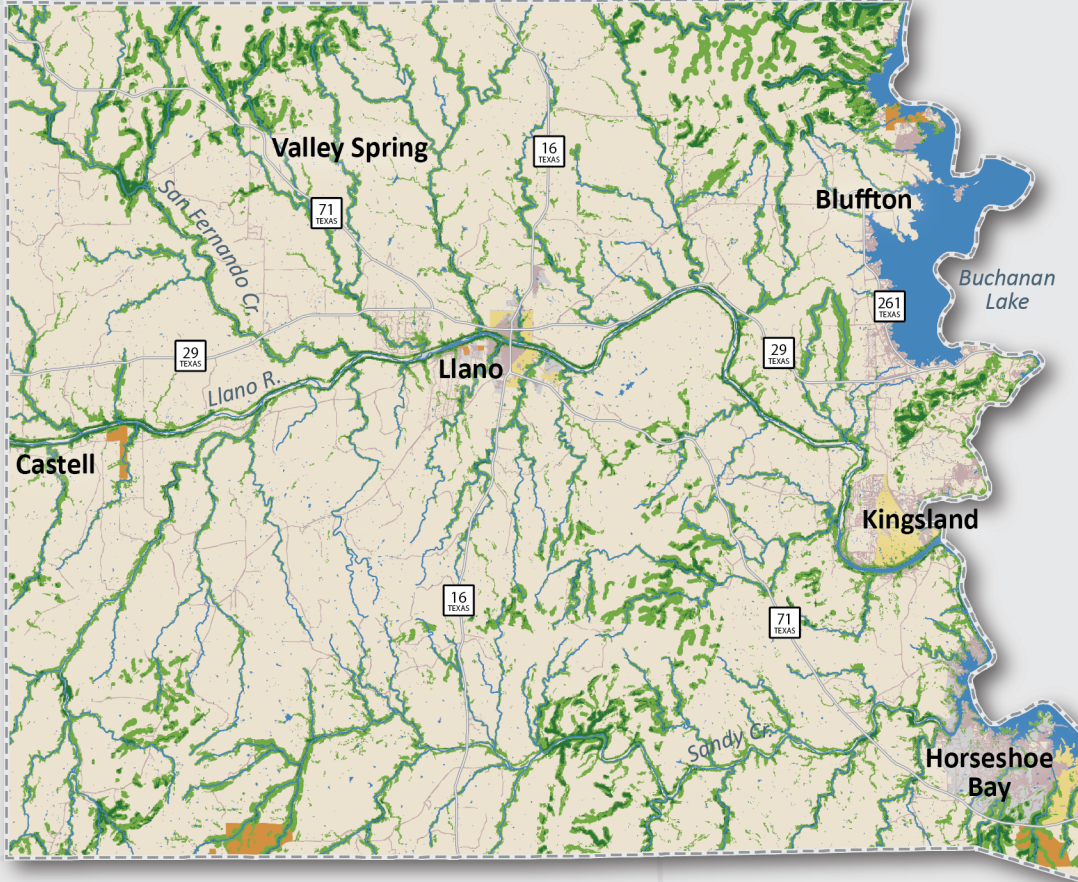 Valley Spring
16
TEXAS
San Fernando Cr.
71
TEXAS
Bluffton
Buchanan
Lake
261
TEXAS
29
TEXAS
29
TEXAS
Llano R.
Llano
Castell
Kingsland
16
TEXAS
71
TEXAS
Sandy Cr.
Horseshoe
Bay